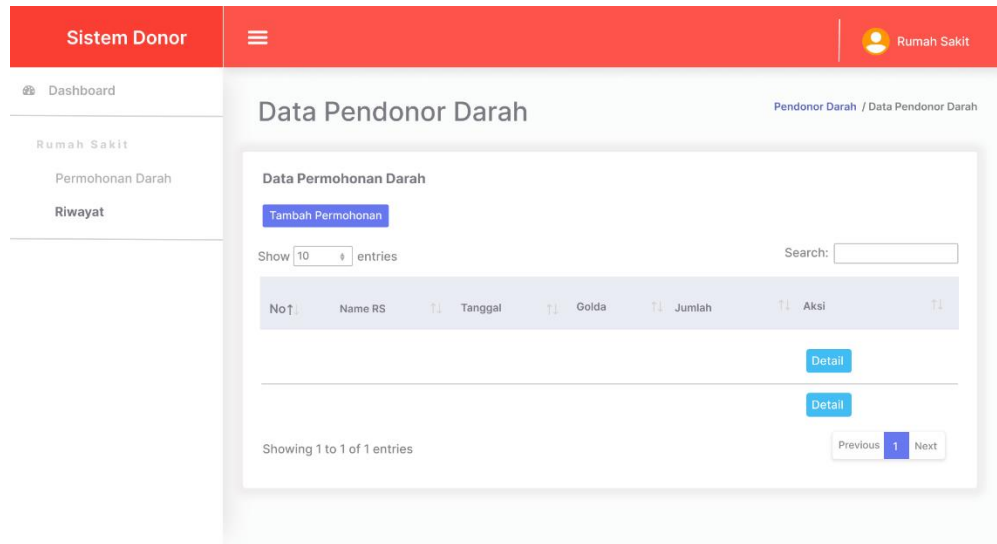 Sistem Donor
Rumah Sakit
Dashboard
Rumah Sakit
Permohonan Darah
Riwayat
Data Pendonor Darah
Pendonor Darah / Data Pendonor Darah
Data Permohonan Darah
Tambah Permohonan
Show 10 entries
Search:
No↑↓ Name RS ↑↓ Tanggal ↑↓ Golda ↑↓ Jumlah ↑↓ Aksi ↑↓
Detail
Detail
Showing 1 to 1 of 1 entries
Previous 1 Next